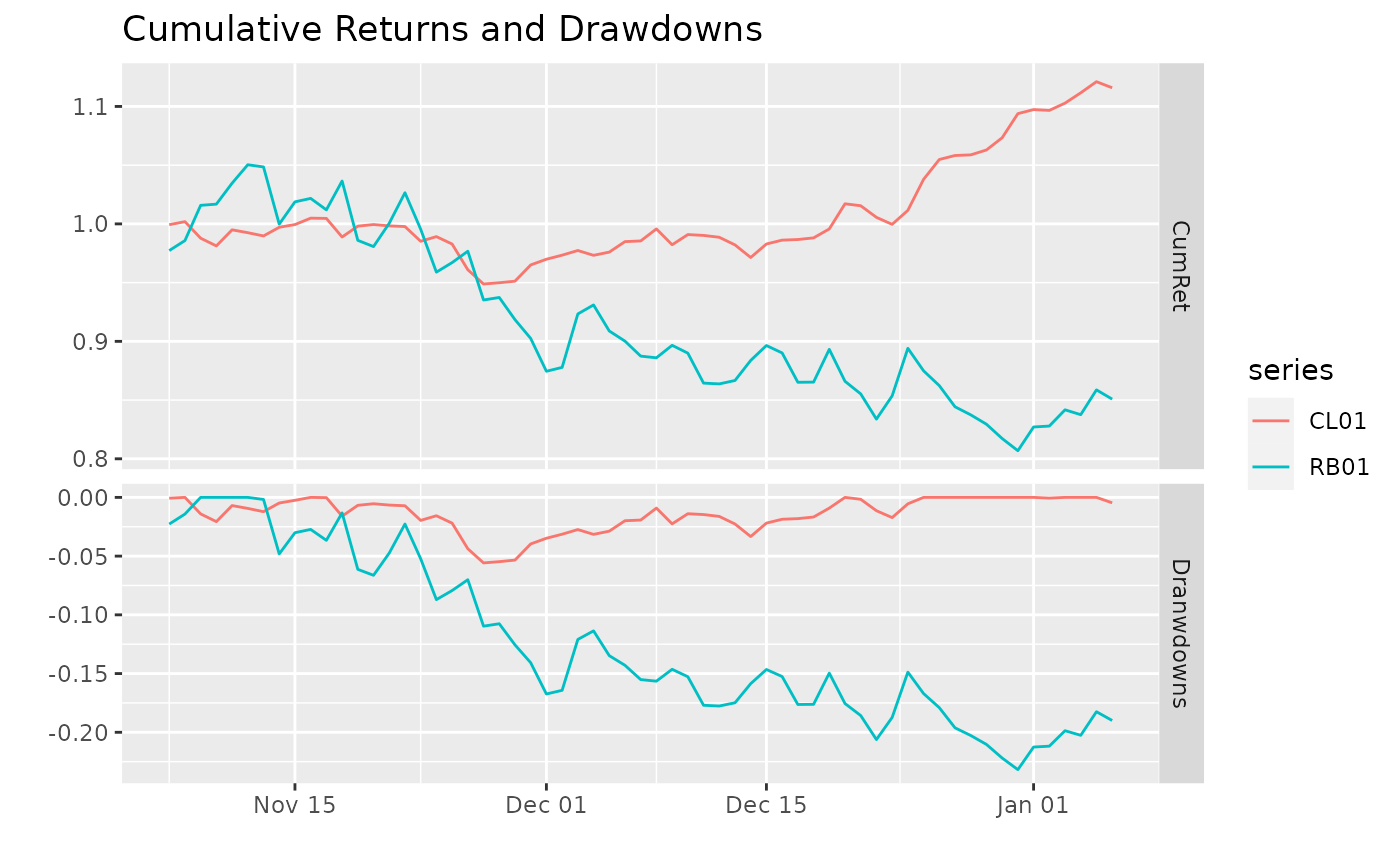 Cumulative Returns and Drawdowns
1.1
1.0
0.9
0.8
CumRet
0.00
-0.05
-0.10
-0.15
-0.20
Dranwdowns
Nov 15
Dec 01
Dec 15
Jan 01
series
CL01
RB01